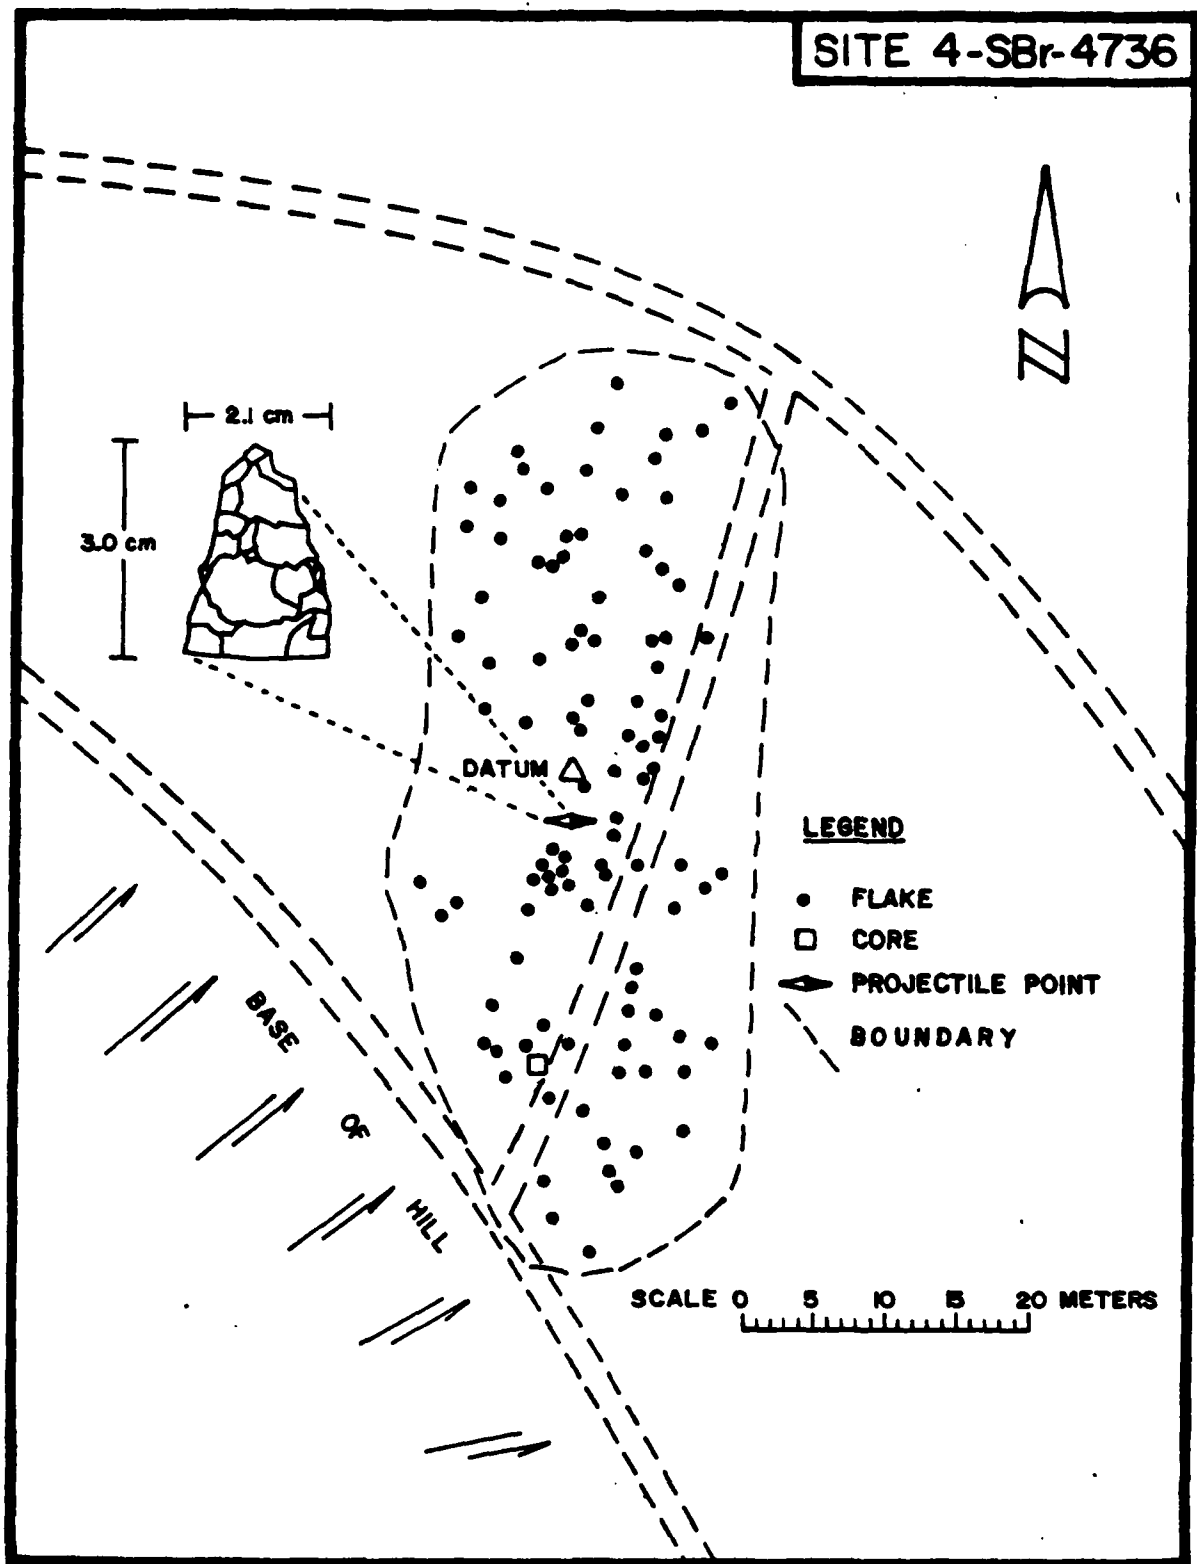 SITE 4-SBr-4736
N
2.1 cm
3.0 cm
DATUM
LEGEND
FLAKE
CORE
PROJECTILE POINT
BOUNDARY
BASE OF HILL
SCALE 0 5 10 15 20 METERS